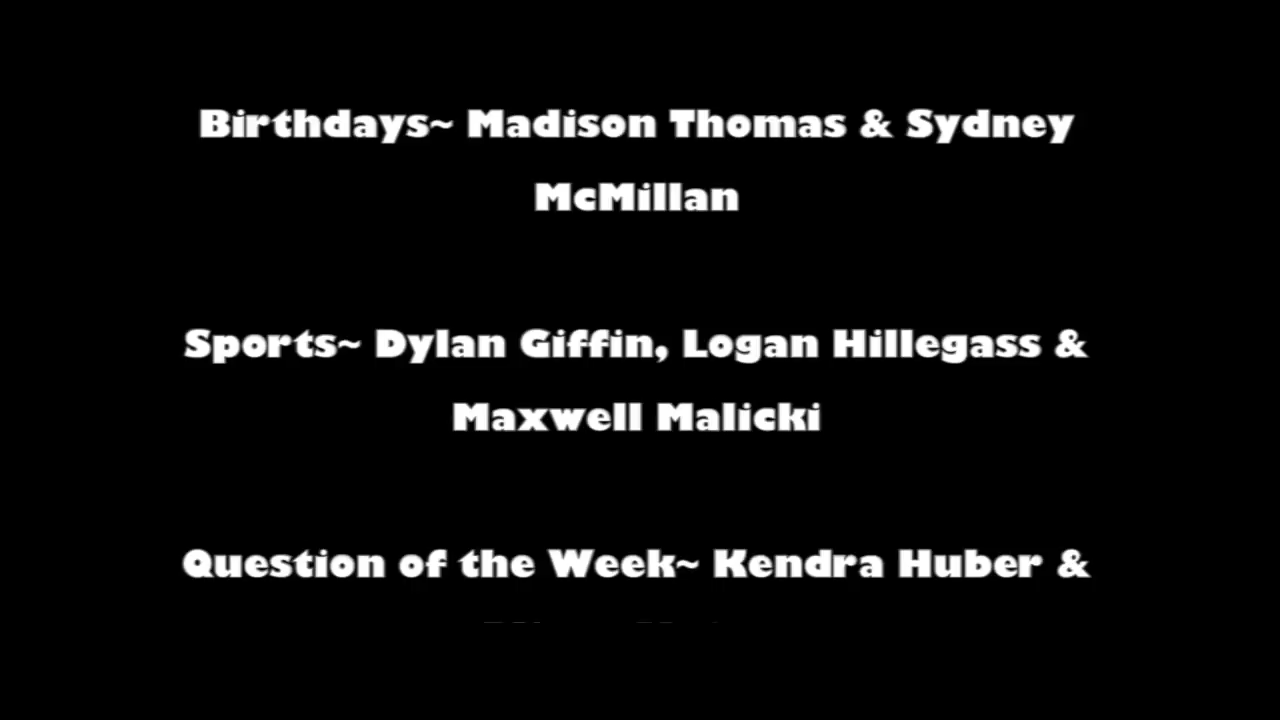 Birthdays~ Madison Thomas & Sydney
McMillan
Sports~ Dylan Giffin, Logan Hillegass &
Maxwell Malicki
Question of the Week~ Kendra Huber &